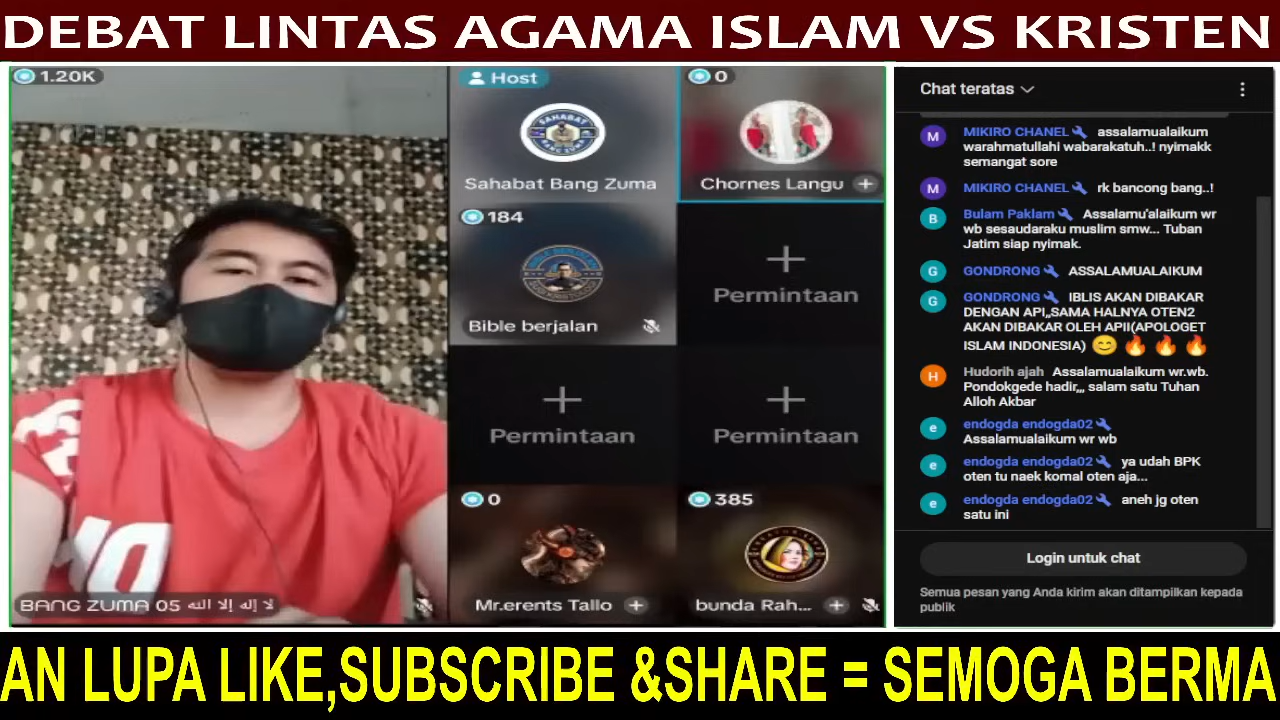 DEBAT LINTAS AGAMA ISLAM VS KRISTEN
1.20K
BANG ZUMA 05 لا إله إلا الله
Host
SAHABAT
BANG ZUMA
Sahabat Bang Zuma
0
Chornes Langu
184
Bible berjalan
Permintaan
Permintaan
Permintaan
0
Mr.erents Tallo
385
bunda Rah...
Chat teratas
M
MIKIRO CHANEL assalamualaikum
warahmatullahi wabarakatuh..! nyimakk
semangat sore
M
MIKIRO CHANEL rk bancong bang..!
B
Bulam Paklam Assalamu'alaikum wr
wb sesaudaraku muslim smw... Tuban
Jatim siap nyimak.
G
GONDRONG ASSALAMUALAIKUM
G
GONDRONG IBLIS AKAN DIBAKAR
DENGAN API,,SAMA HALNYA OTEN2
AKAN DIBAKAR OLEH APII(APOLOGET
ISLAM INDONESIA) 😊 🔥 🔥 🔥
H
Hudorih ajah Assalamualaikum wr.wb.
Pondokgede hadir,,, salam satu Tuhan
Alloh Akbar
e
endogda endogda02
Assalamualaikum wr wb
e
endogda endogda02 ya udah BPK
oten tu naek komal oten aja...
e
endogda endogda02 aneh jg oten
satu ini
Login untuk chat
Semua pesan yang Anda kirim akan ditampilkan kepada
publik
AN LUPA LIKE,SUBSCRIBE &SHARE = SEMOGA BERMA